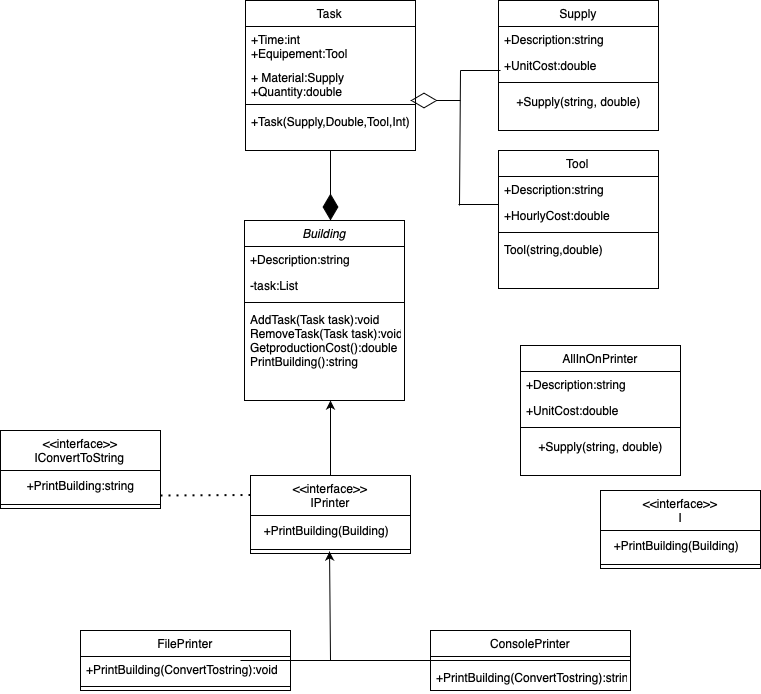 Task
+Time:int
+Equipement:Tool
+ Material:Supply
+Quantity:double
+Task(Supply,Double,Tool,Int)
Supply
+Description:string
+UnitCost:double
+Supply(string, double)
Tool
+Description:string
+HourlyCost:double
Tool(string,double)
Building
+Description:string
-task:List
AddTask(Task task):void
RemoveTask(Task task):void
GetproductionCost():double
PrintBuilding():string
AllInOnPrinter
+Description:string
+UnitCost:double
+Supply(string, double)
<<interface>>
IConvertToString
+PrintBuilding:string
<<interface>>
IPrinter
+PrintBuilding(Building)
<<interface>>
I
+PrintBuilding(Building)
FilePrinter
+PrintBuilding(ConvertTostring):void
ConsolePrinter
+PrintBuilding(ConvertTostring):strin